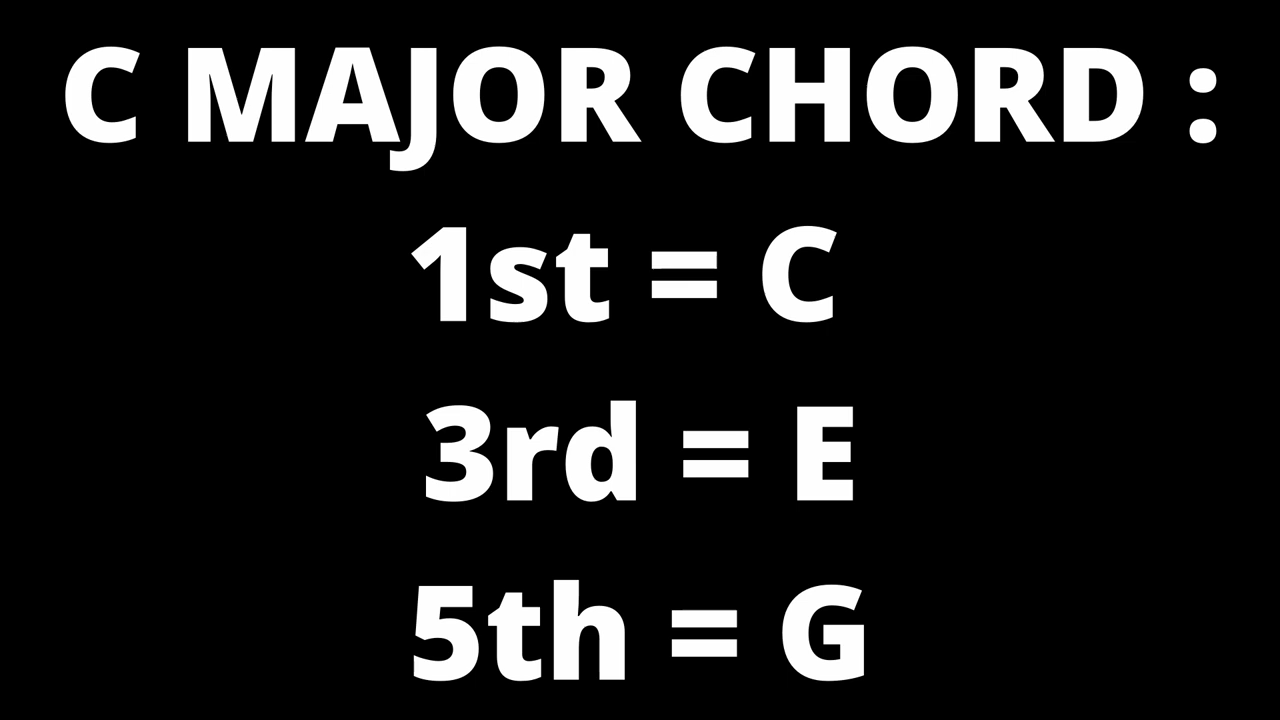 C MAJOR CHORD :
1st = C
3rd = E
5th = G